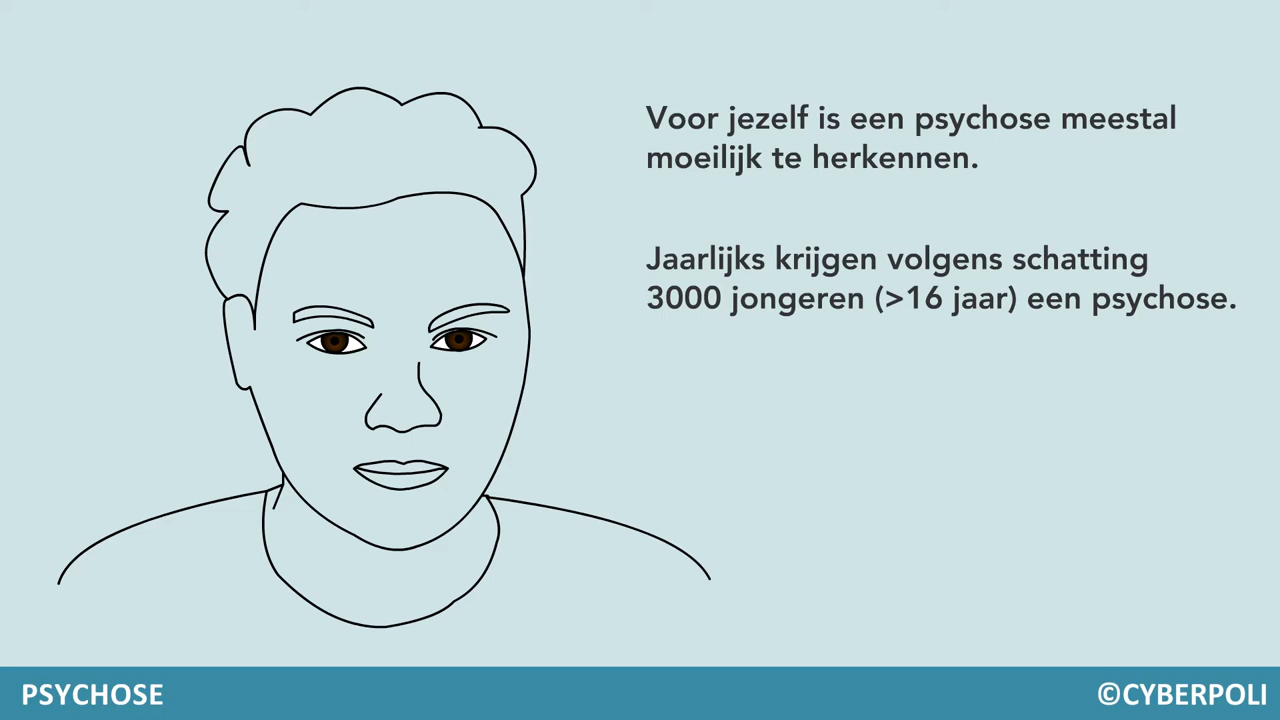 Voor jezelf is een psychose meestal
moeilijk te herkennen.
Jaarlijks krijgen volgens schatting
3000 jongeren (>16 jaar) een psychose.
PSYCHOSE
©CYBERPOLI